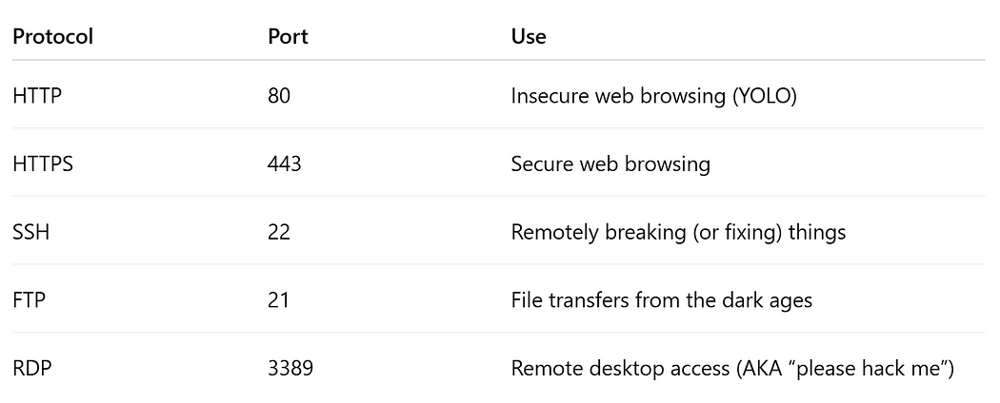 Protocol Port Use
HTTP 80 Insecure web browsing (YOLO)
HTTPS 443 Secure web browsing
SSH 22 Remotely breaking (or fixing) things
FTP 21 File transfers from the dark ages
RDP 3389 Remote desktop access (AKA “please hack me”)